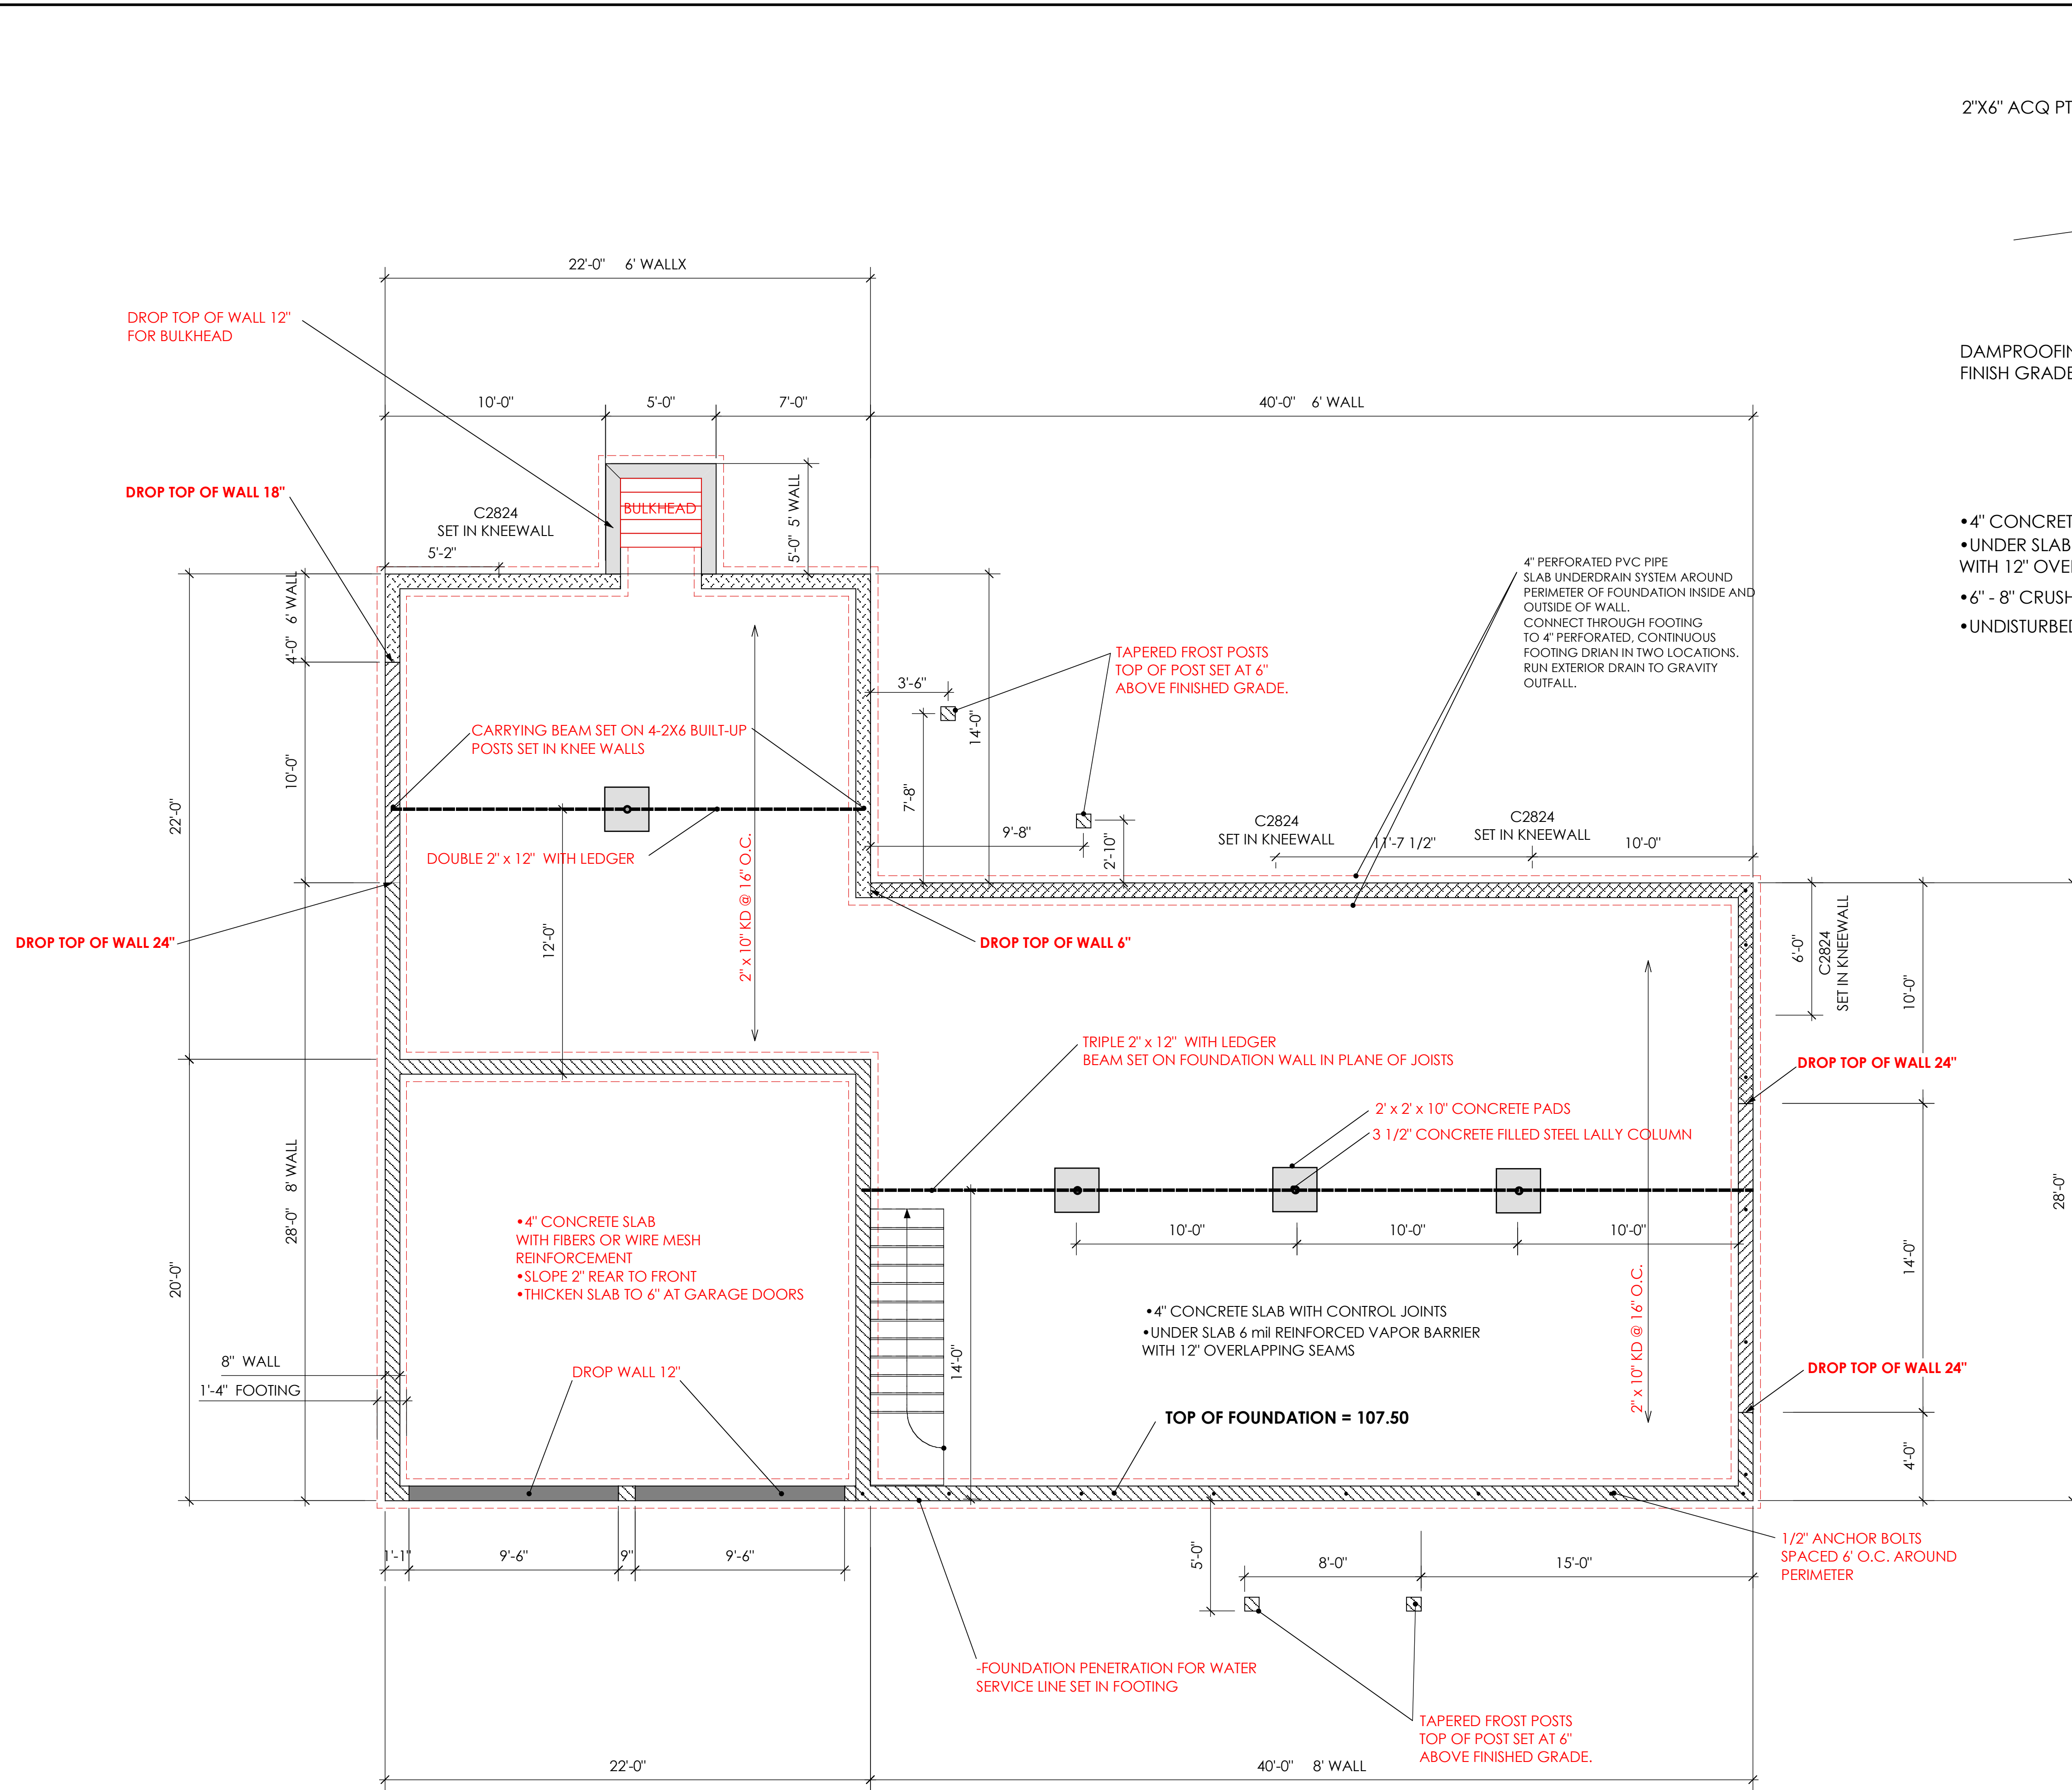 2"X6" ACQ PT
22'-0" 6' WALLX
DROP TOP OF WALL 12"
FOR BULKHEAD
DAMPROOFIN
FINISH GRADE
10'-0"
5'-0"
7'-0"
40'-0" 6' WALL
DROP TOP OF WALL 18"
C2824
SET IN KNEEWALL
5'-2"
BULKHEAD
5'-0" 5' WALL
•4" CONCRET
•UNDER SLAB
WITH 12" OVE
•6" - 8" CRUSH
•UNDISTURBED
4" PERFORATED PVC PIPE
SLAB UNDERDRAIN SYSTEM AROUND
PERIMETER OF FOUNDATION INSIDE AND
OUTSIDE OF WALL.
CONNECT THROUGH FOOTING
TO 4" PERFORATED, CONTINUOUS
FOOTING DRIAN IN TWO LOCATIONS.
RUN EXTERIOR DRAIN TO GRAVITY
OUTFALL.
4'-0" 6' WALL
TAPERED FROST POSTS
TOP OF POST SET AT 6"
ABOVE FINISHED GRADE.
3'-6"
14'-0"
CARRYING BEAM SET ON 4-2X6 BUILT-UP
POSTS SET IN KNEE WALLS
10'-0"
22'-0"
7'-8"
9'-8"
2'-10"
C2824
SET IN KNEEWALL
11'-7 1/2"
C2824
SET IN KNEEWALL
10'-0"
DOUBLE 2" x 12" WITH LEDGER
2" x 10" KD @ 16" O.C.
12'-0"
DROP TOP OF WALL 24"
DROP TOP OF WALL 6"
6'-0"
C2824
SET IN KNEEWALL
10'-0"
TRIPLE 2" x 12" WITH LEDGER
BEAM SET ON FOUNDATION WALL IN PLANE OF JOISTS
DROP TOP OF WALL 24"
2' x 2' x 10" CONCRETE PADS
3 1/2" CONCRETE FILLED STEEL LALLY COLUMN
28'-0" 8' WALL
20'-0"
•4" CONCRETE SLAB
WITH FIBERS OR WIRE MESH
REINFORCEMENT
•SLOPE 2" REAR TO FRONT
•THICKEN SLAB TO 6" AT GARAGE DOORS
10'-0"
10'-0"
10'-0"
14'-0"
28'-0"
2" x 10" KD @ 16" O.C.
•4" CONCRETE SLAB WITH CONTROL JOINTS
•UNDER SLAB 6 mil REINFORCED VAPOR BARRIER
WITH 12" OVERLAPPING SEAMS
14'-0"
8" WALL
1'-4" FOOTING
DROP WALL 12"
DROP TOP OF WALL 24"
TOP OF FOUNDATION = 107.50
4'-0"
1'-1"
9'-6"
9"
9'-6"
5'-0"
8'-0"
15'-0"
1/2" ANCHOR BOLTS
SPACED 6' O.C. AROUND
PERIMETER
-FOUNDATION PENETRATION FOR WATER
SERVICE LINE SET IN FOOTING
TAPERED FROST POSTS
TOP OF POST SET AT 6"
ABOVE FINISHED GRADE.
22'-0"
40'-0" 8' WALL